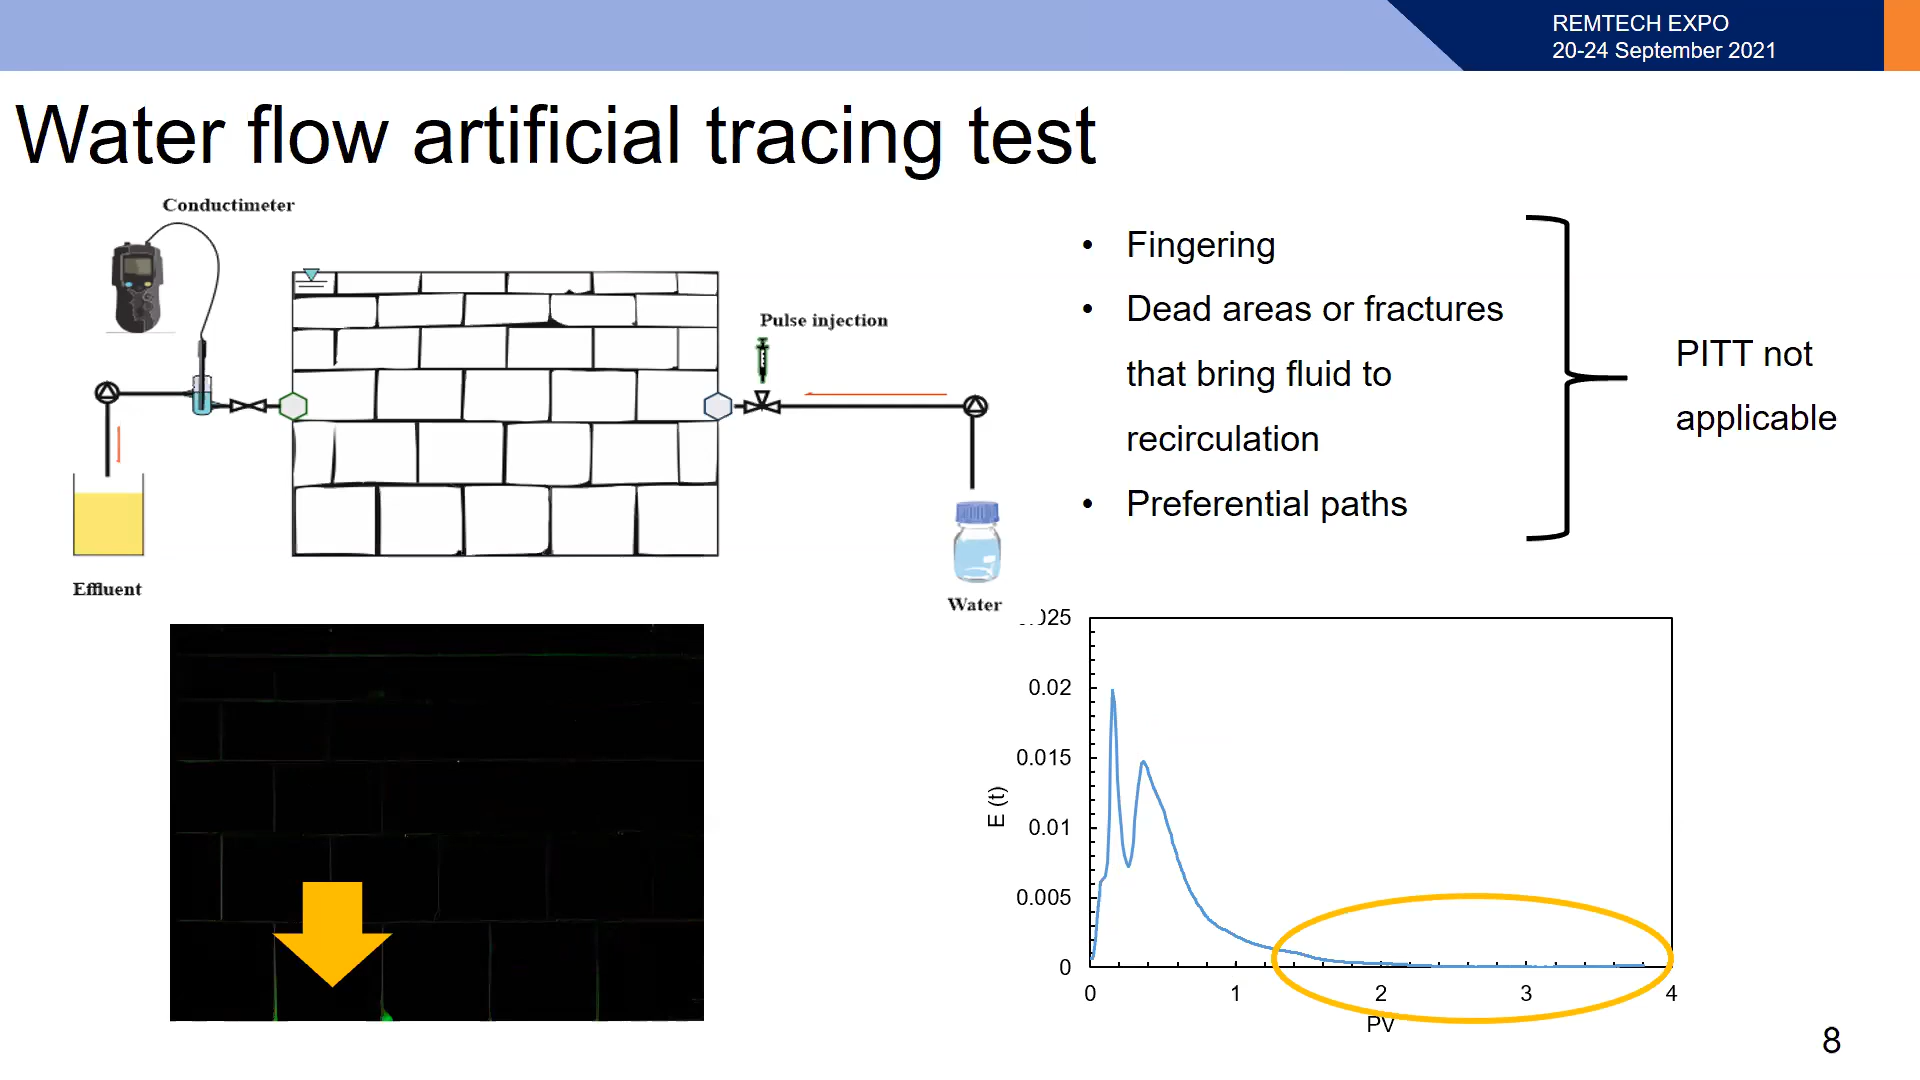 REMTECH EXPO
20-24 September 2021
Water flow artificial tracing test
Conductimeter
Pulse injection
Effluent
Water
• Fingering
• Dead areas or fractures
that bring fluid to
recirculation
• Preferential paths
PITT not
applicable
.025
0.02
0.015
0.01
0.005
0
E (t)
0 1 2 3 4
PV
8